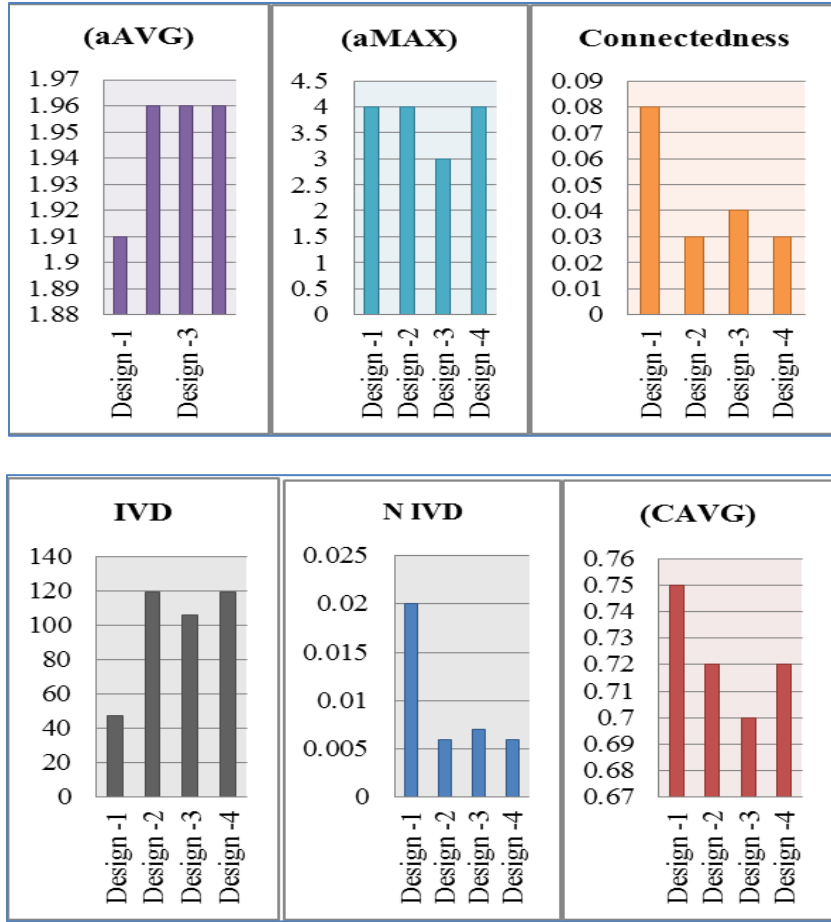 (aAVG)
1.97
1.96
1.95
1.94
1.93
1.92
1.91
1.9
1.89
1.88
Design -1
Design -3
(aMAX)
4.5
4
3.5
3
2.5
2
1.5
1
0.5
0
Design -1
Design -2
Design -3
Design -4
Connectedness
0.09
0.08
0.07
0.06
0.05
0.04
0.03
0.02
0.01
0
Design -1
Design -2
Design -3
Design -4
IVD
140
120
100
80
60
40
20
0
Design -1
Design -2
Design -3
Design -4
N IVD
0.025
0.02
0.015
0.01
0.005
0
Design -1
Design -2
Design -3
Design -4
(CAVG)
0.76
0.75
0.74
0.73
0.72
0.71
0.7
0.69
0.68
0.67
Design -1
Design -2
Design -3
Design -4